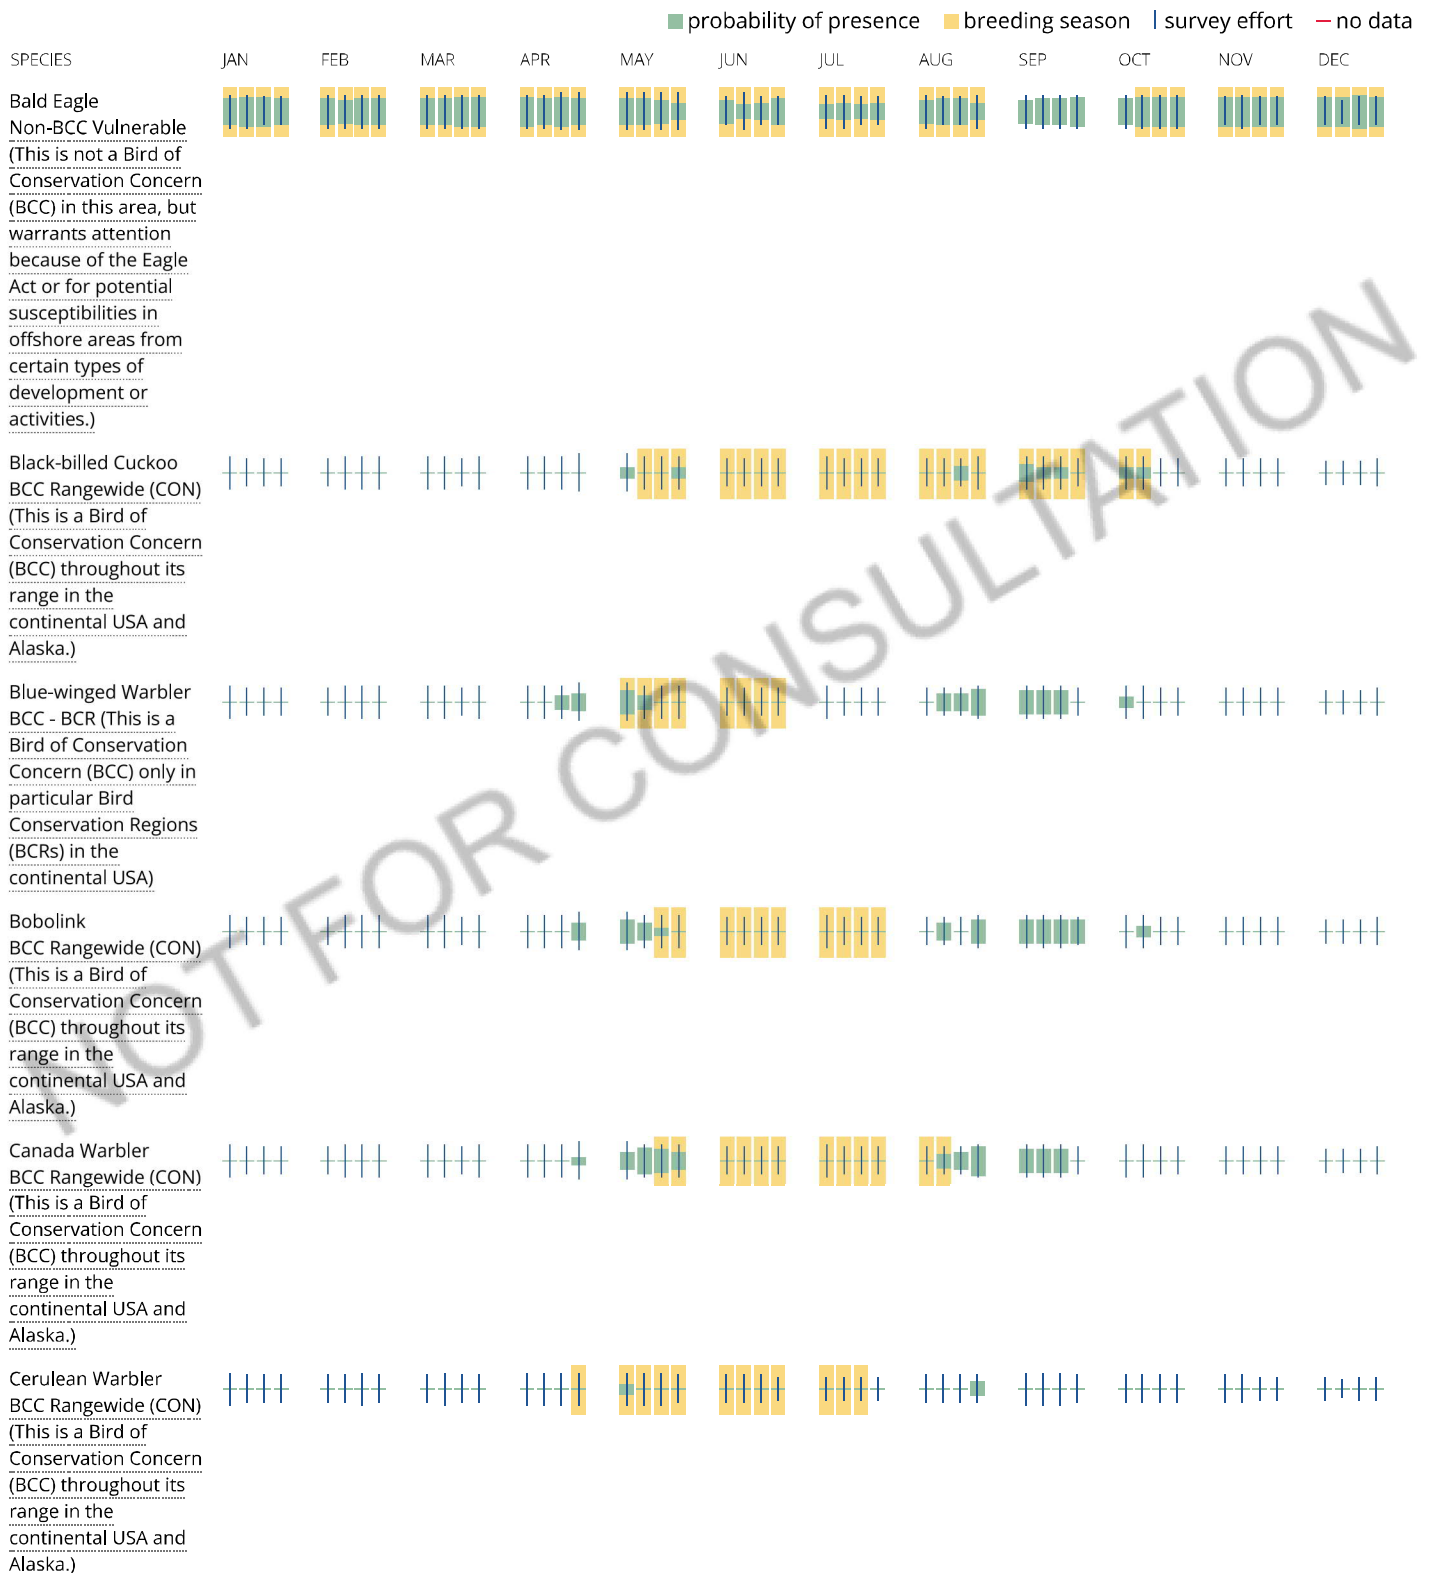 probability of presence breeding season survey effort no data
SPECIES JAN FEB MAR APR MAY JUN JUL AUG SEP OCT NOV DEC
Bald Eagle
Non-BCC Vulnerable
(This is not a Bird of
Conservation Concern
(BCC) in this area, but
warrants attention
because of the Eagle
Act or for potential
susceptibilities in
offshore areas from
certain types of
development or
activities.)
Black-billed Cuckoo
BCC Rangewide (CON)
(This is a Bird of
Conservation Concern
(BCC) throughout its
range in the
continental USA and
Alaska.)
Blue-winged Warbler
BCC - BCR (This is a
Bird of Conservation
Concern (BCC) only in
particular Bird
Conservation Regions
(BCRs) in the
continental USA)
Bobolink
BCC Rangewide (CON)
(This is a Bird of
Conservation Concern
(BCC) throughout its
range in the
continental USA and
Alaska.)
Canada Warbler
BCC Rangewide (CON)
(This is a Bird of
Conservation Concern
(BCC) throughout its
range in the
continental USA and
Alaska.)
Cerulean Warbler
BCC Rangewide (CON)
(This is a Bird of
Conservation Concern
(BCC) throughout its
range in the
continental USA and
Alaska.)
NOT FOR CONSULTATION